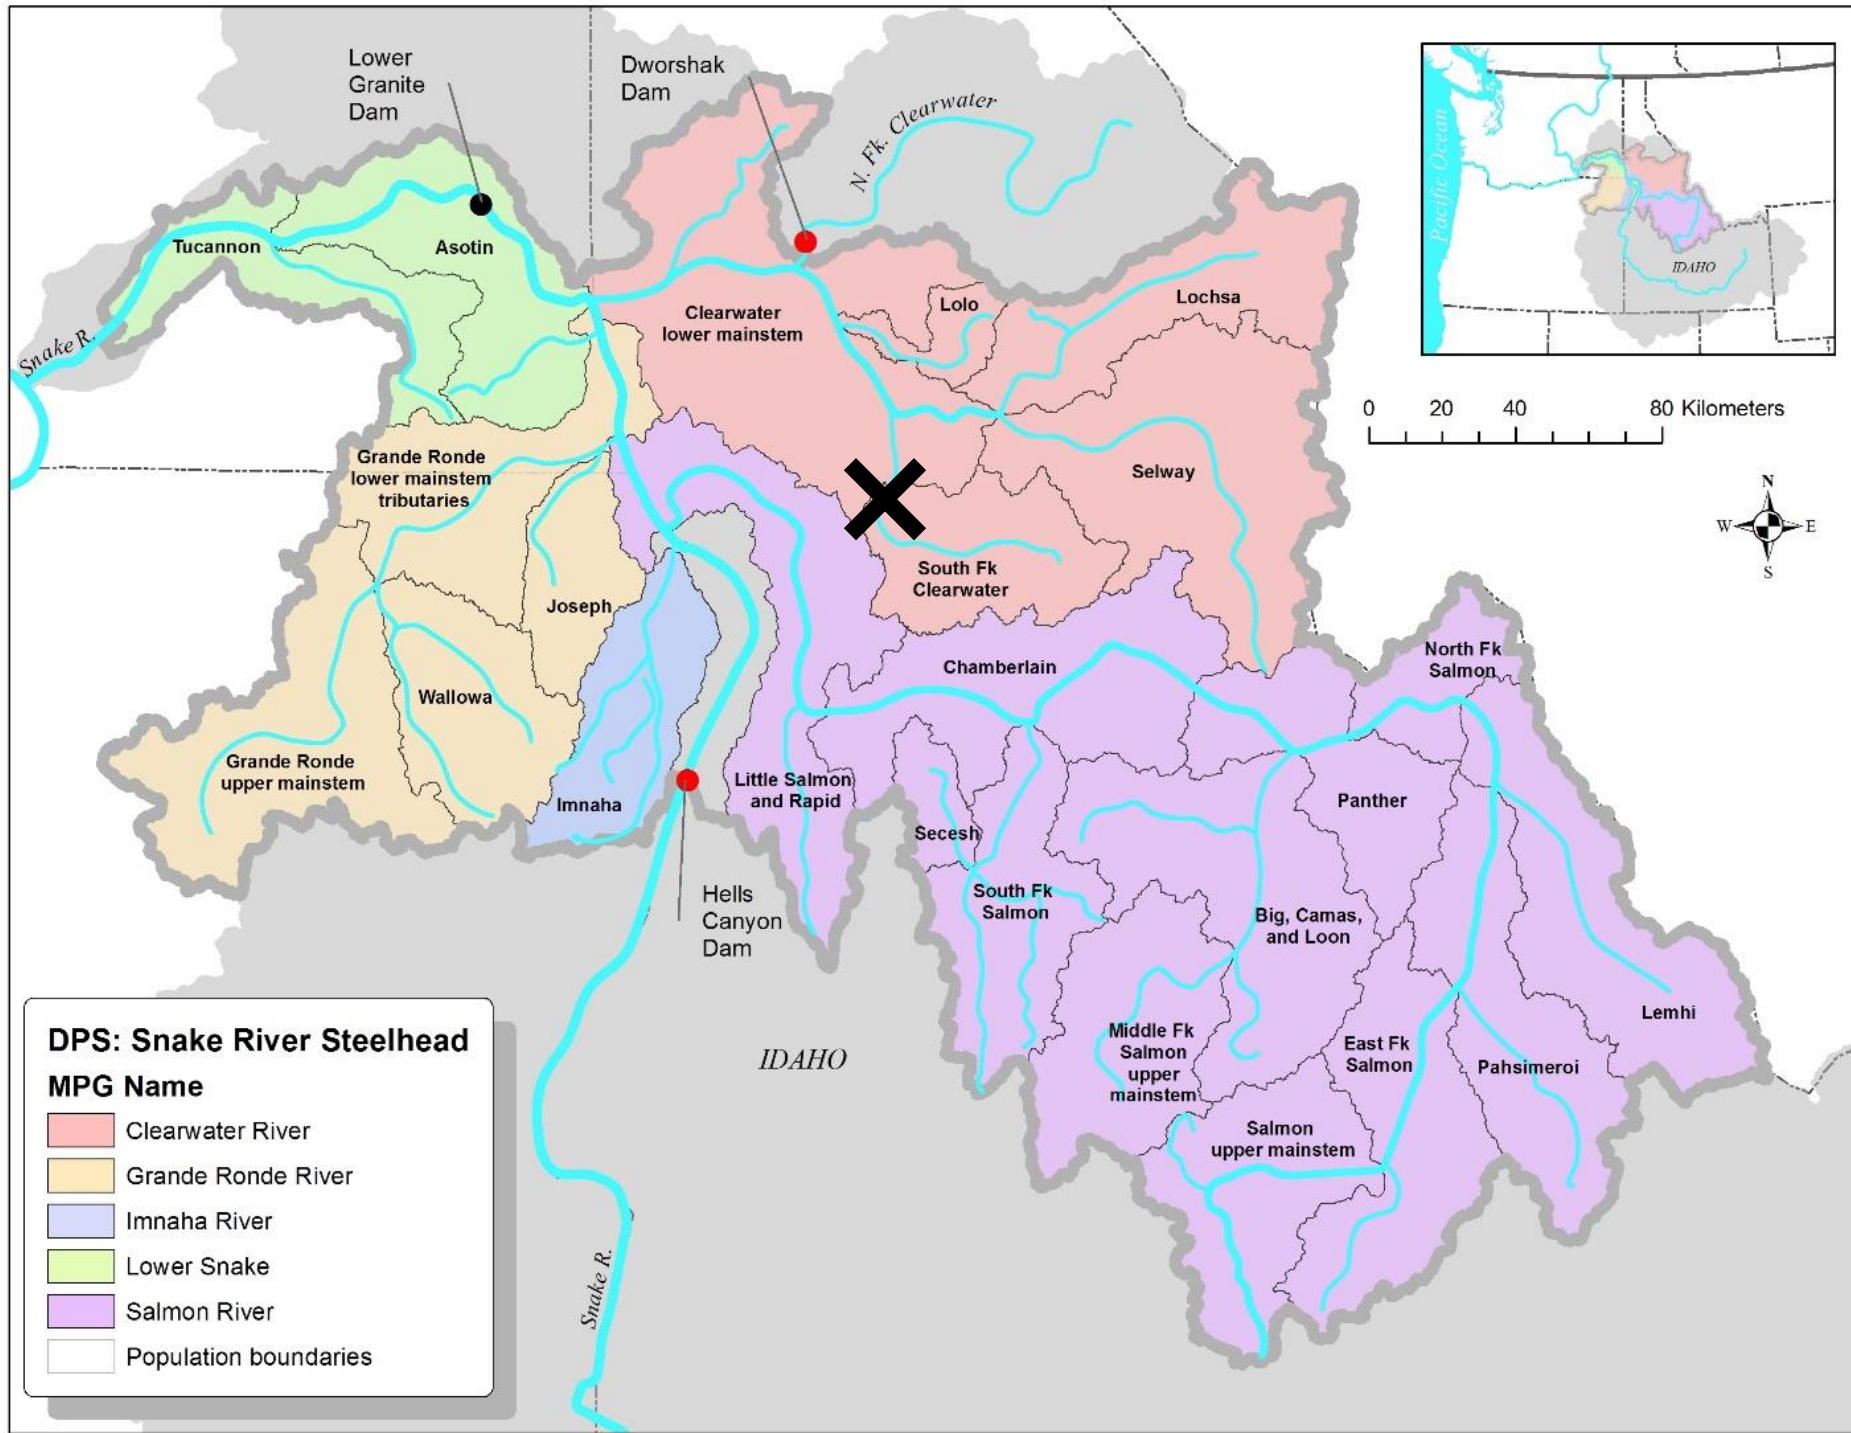 Lower
Granite
Dam
Dworshak
Dam
N. Fk. Clearwater
Pacific Ocean
IDAHO
Tucannon
Asotin
Snake R.
Clearwater
lower mainstem
Lolo
Lochsa
0 20 40 80 Kilometers
Grande Ronde
lower mainstem
tributaries
Selway
N
W E
S
South Fk
Clearwater
Joseph
Chamberlain
North Fk
Salmon
Wallowa
Grande Ronde
upper mainstem
Imnaha
Little Salmon
and Rapid
Panther
Secesh
Hells
Canyon
Dam
South Fk
Salmon
Big, Camas,
and Loon
Lemhi
Middle Fk
Salmon
upper
mainstem
East Fk
Salmon
Pahsimeroi
IDAHO
Salmon
upper mainstem
Snake R.
DPS: Snake River Steelhead
MPG Name
Clearwater River
Grande Ronde River
Imnaha River
Lower Snake
Salmon River
Population boundaries